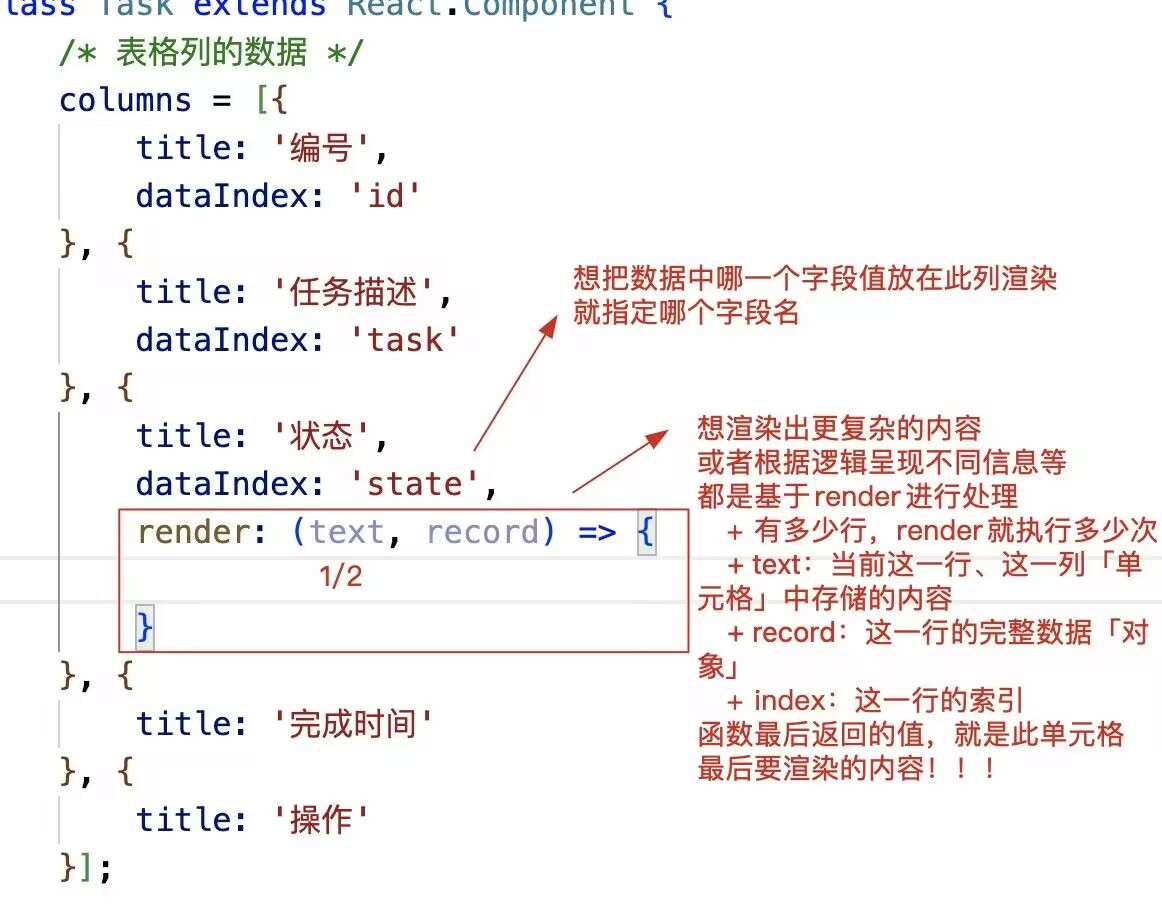 lass Task extends React.Component {
/* 表格列的数据 */
columns = [{
title: '编号',
dataIndex: 'id'
}, {
title: '任务描述',
dataIndex: 'task'
}, {
title: '状态',
dataIndex: 'state',
render: (text, record) => {
1/2
}
}, {
title: '完成时间'
}, {
title: '操作'
}];
想把数据中哪一个字段值放在此列渲染
就指定哪个字段名
想渲染出更复杂的内容
或者根据逻辑呈现不同信息等
都是基于render进行处理
+ 有多少行，render就执行多少次
+ text：当前这一行、这一列「单
元格」中存储的内容
+ record：这一行的完整数据「对
象」
+ index：这一行的索引
函数最后返回的值，就是此单元格
最后要渲染的内容！！！